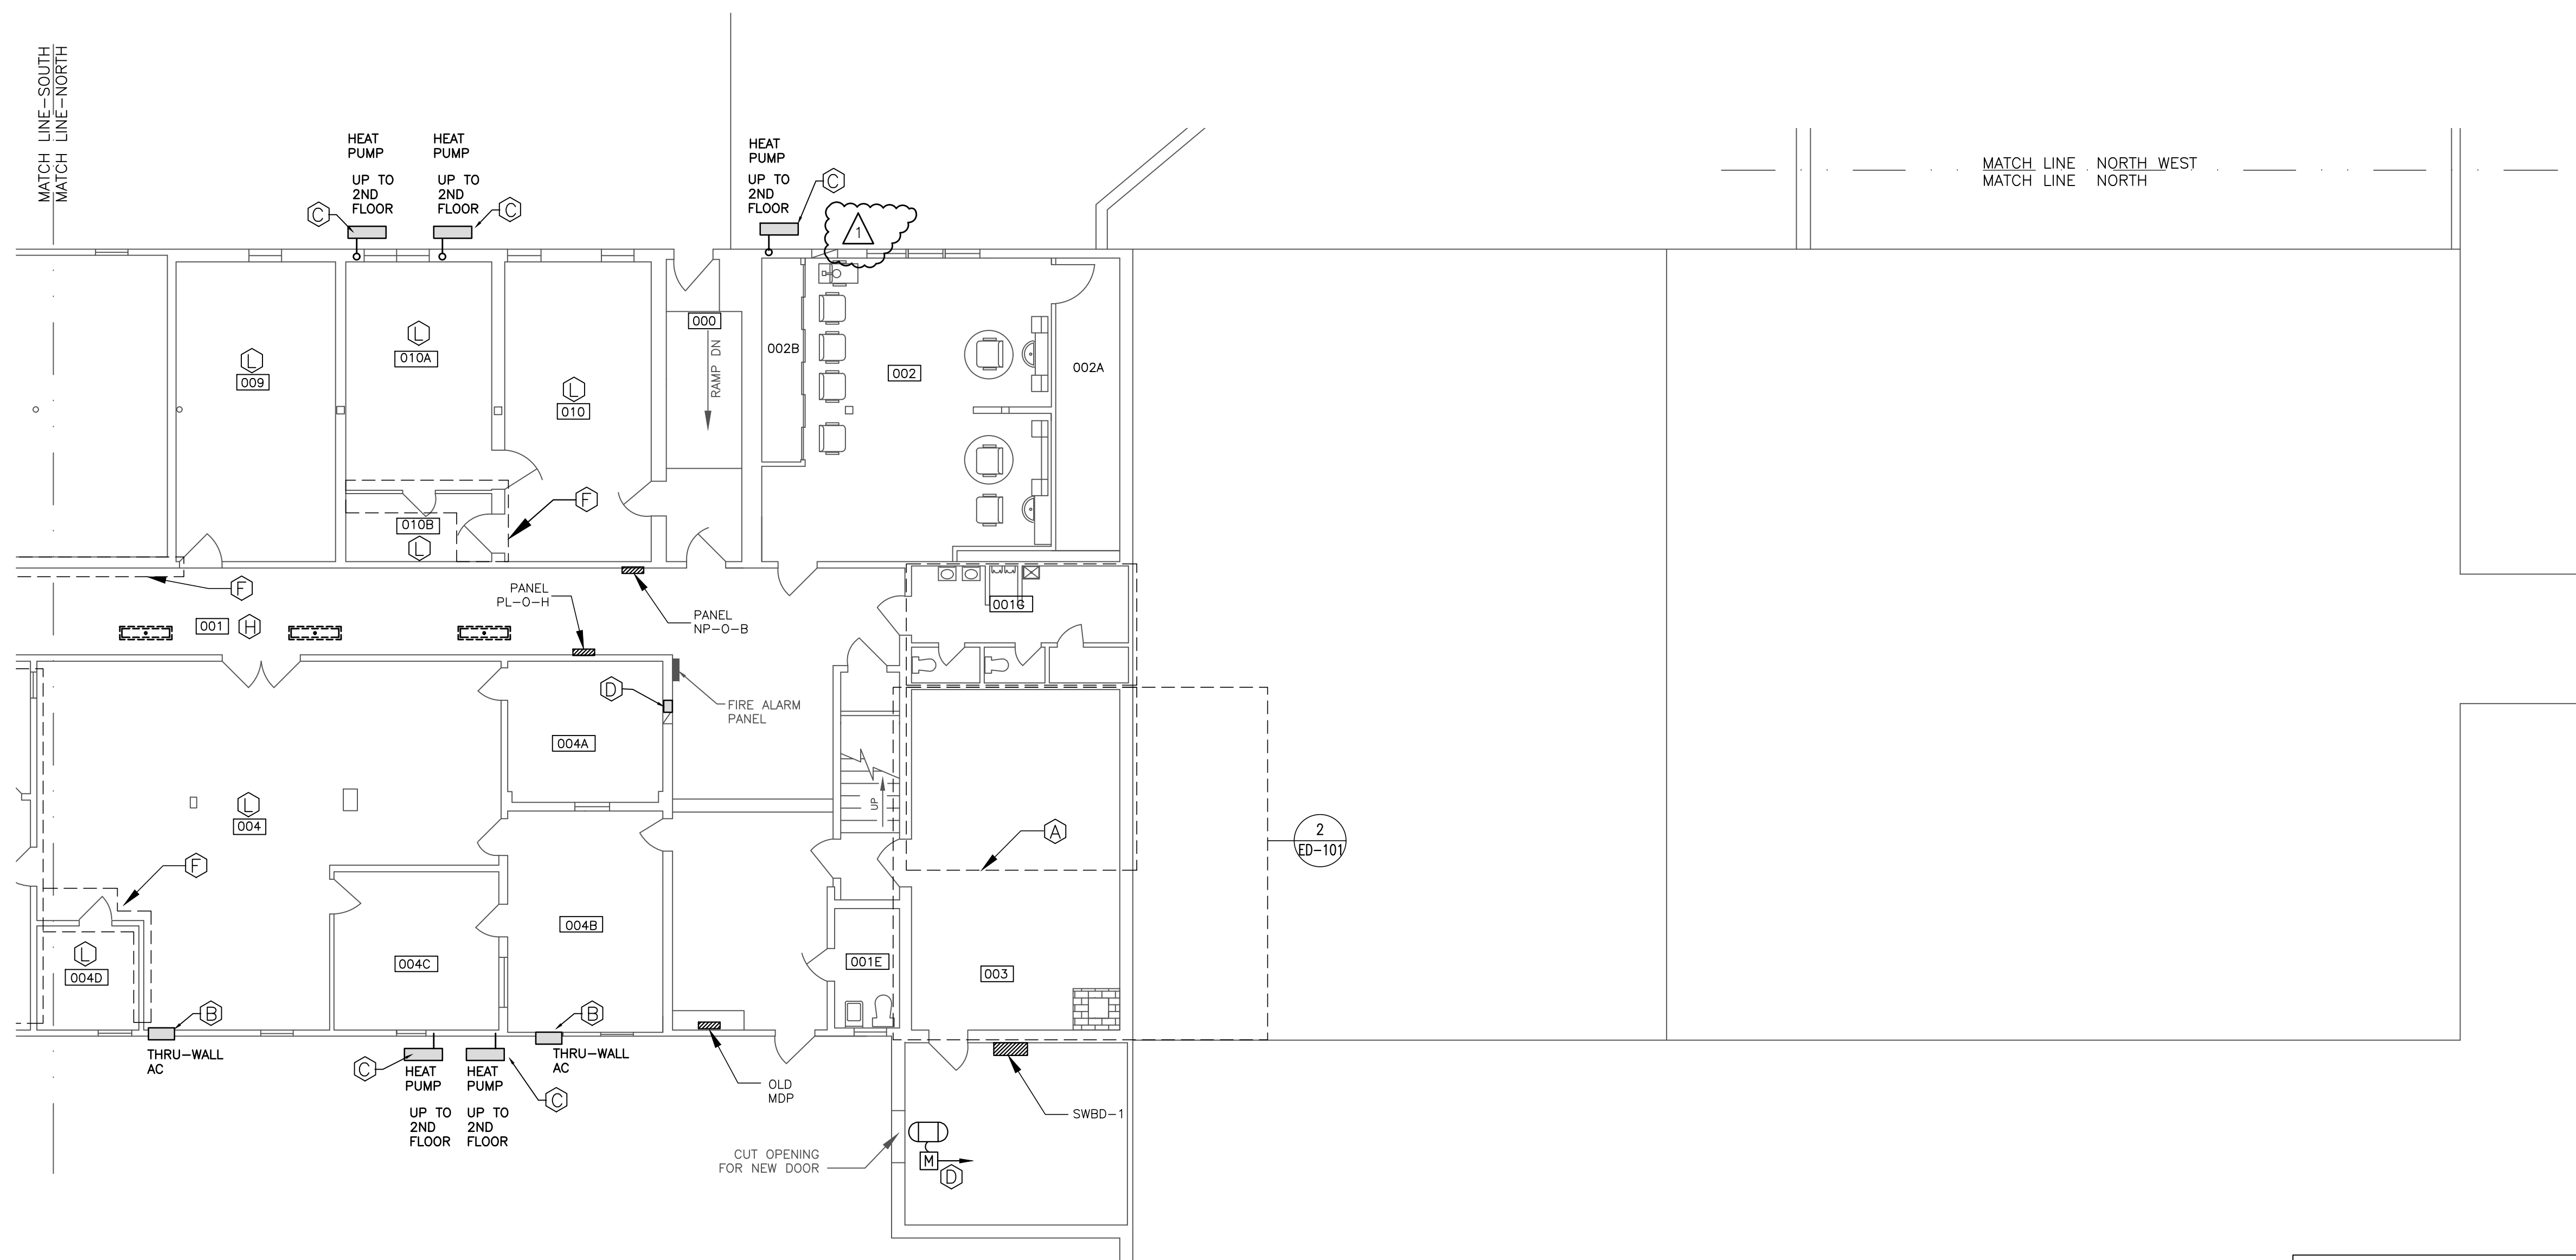 MATCH LINE-SOUTH
MATCH LINE-NORTH
HEAT
PUMP
UP TO
2ND
FLOOR
C
HEAT
PUMP
UP TO
2ND
FLOOR
C
HEAT
PUMP
UP TO
2ND
FLOOR
C
1
MATCH LINE NORTH WEST
MATCH LINE NORTH
L
009
L
010A
L
010
000
RAMP DN
002B
002
002A
010B
L
F
F
PANEL
PL-O-H
PANEL
NP-O-B
001
H
001G
D
FIRE ALARM
PANEL
004A
L
004
UP
A
2
ED-101
F
L
004D
004C
004B
001E
003
B
THRU-WALL
AC
C
HEAT
PUMP
UP TO
2ND
FLOOR
HEAT
PUMP
UP TO
2ND
FLOOR
C
B
THRU-WALL
AC
OLD
MDP
SWBD-1
CUT OPENING
FOR NEW DOOR
M
D